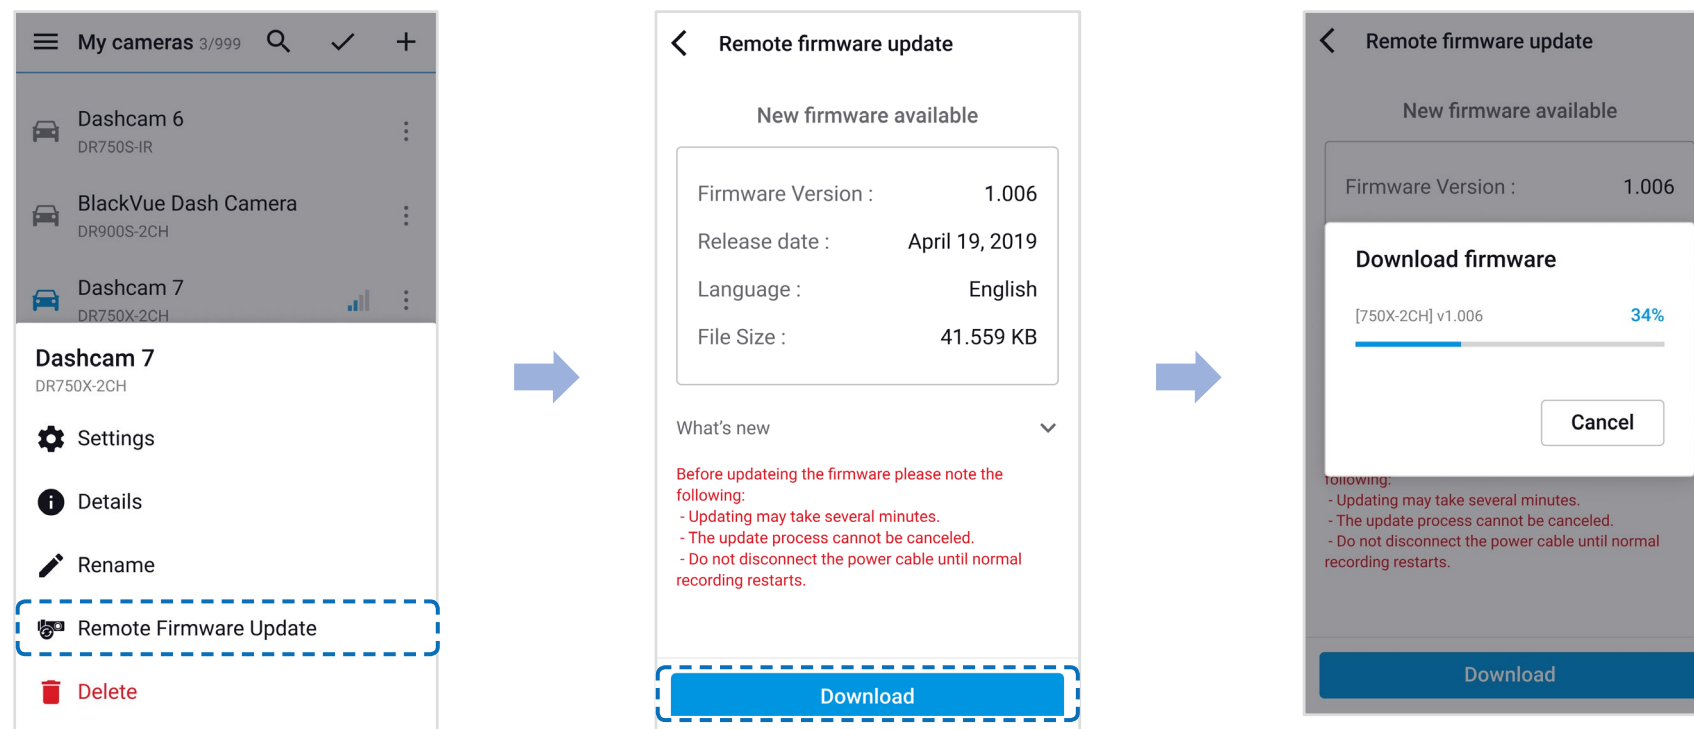 My cameras 3/999
Dashcam 6
DR750S-IR
BlackVue Dash Camera
DR900S-2CH
Dashcam 7
DR750X-2CH
Dashcam 7
DR750X-2CH
Settings
Details
Rename
Remote Firmware Update
Delete
Remote firmware update
New firmware available
Firmware Version : 1.006
Release date : April 19, 2019
Language : English
File Size : 41.559 KB
What's new
Before updateing the firmware please note the
following:
- Updating may take several minutes.
- The update process cannot be canceled.
- Do not disconnect the power cable until normal
recording restarts.
Download
Remote firmware update
New firmware available
Firmware Version : 1.006
Download firmware
[750X-2CH] v1.006 34%
Cancel
following:
- Updating may take several minutes.
- The update process cannot be canceled.
- Do not disconnect the power cable until normal
recording restarts.
Download